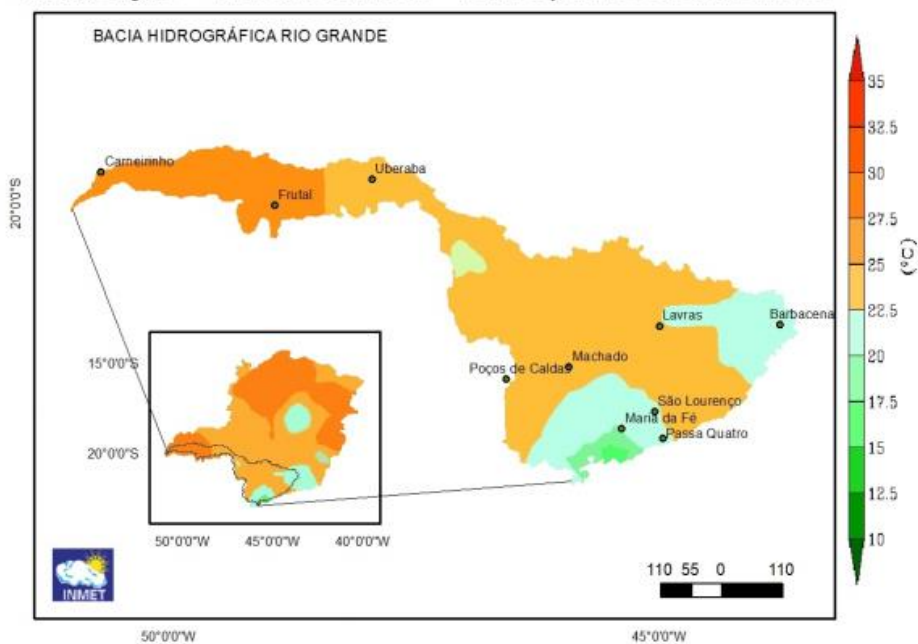 BACIA HIDROGRÁFICA RIO GRANDE
Carneirinho
Uberaba
Frutal
20°0'0"S
Lavras
Barbacena
Machado
Poços de Caldas
São Lourenço
Maria da Fé
Passa Quatro
15°0'0"S
20°0'0"S
50°0'0"W 45°0'0"W 40°0'0"W
INMET
110 55 0 110
50°0'0"W 45°0'0"W
35
32.5
30
27.5
25
22.5
20
17.5
15
12.5
10
(°C)